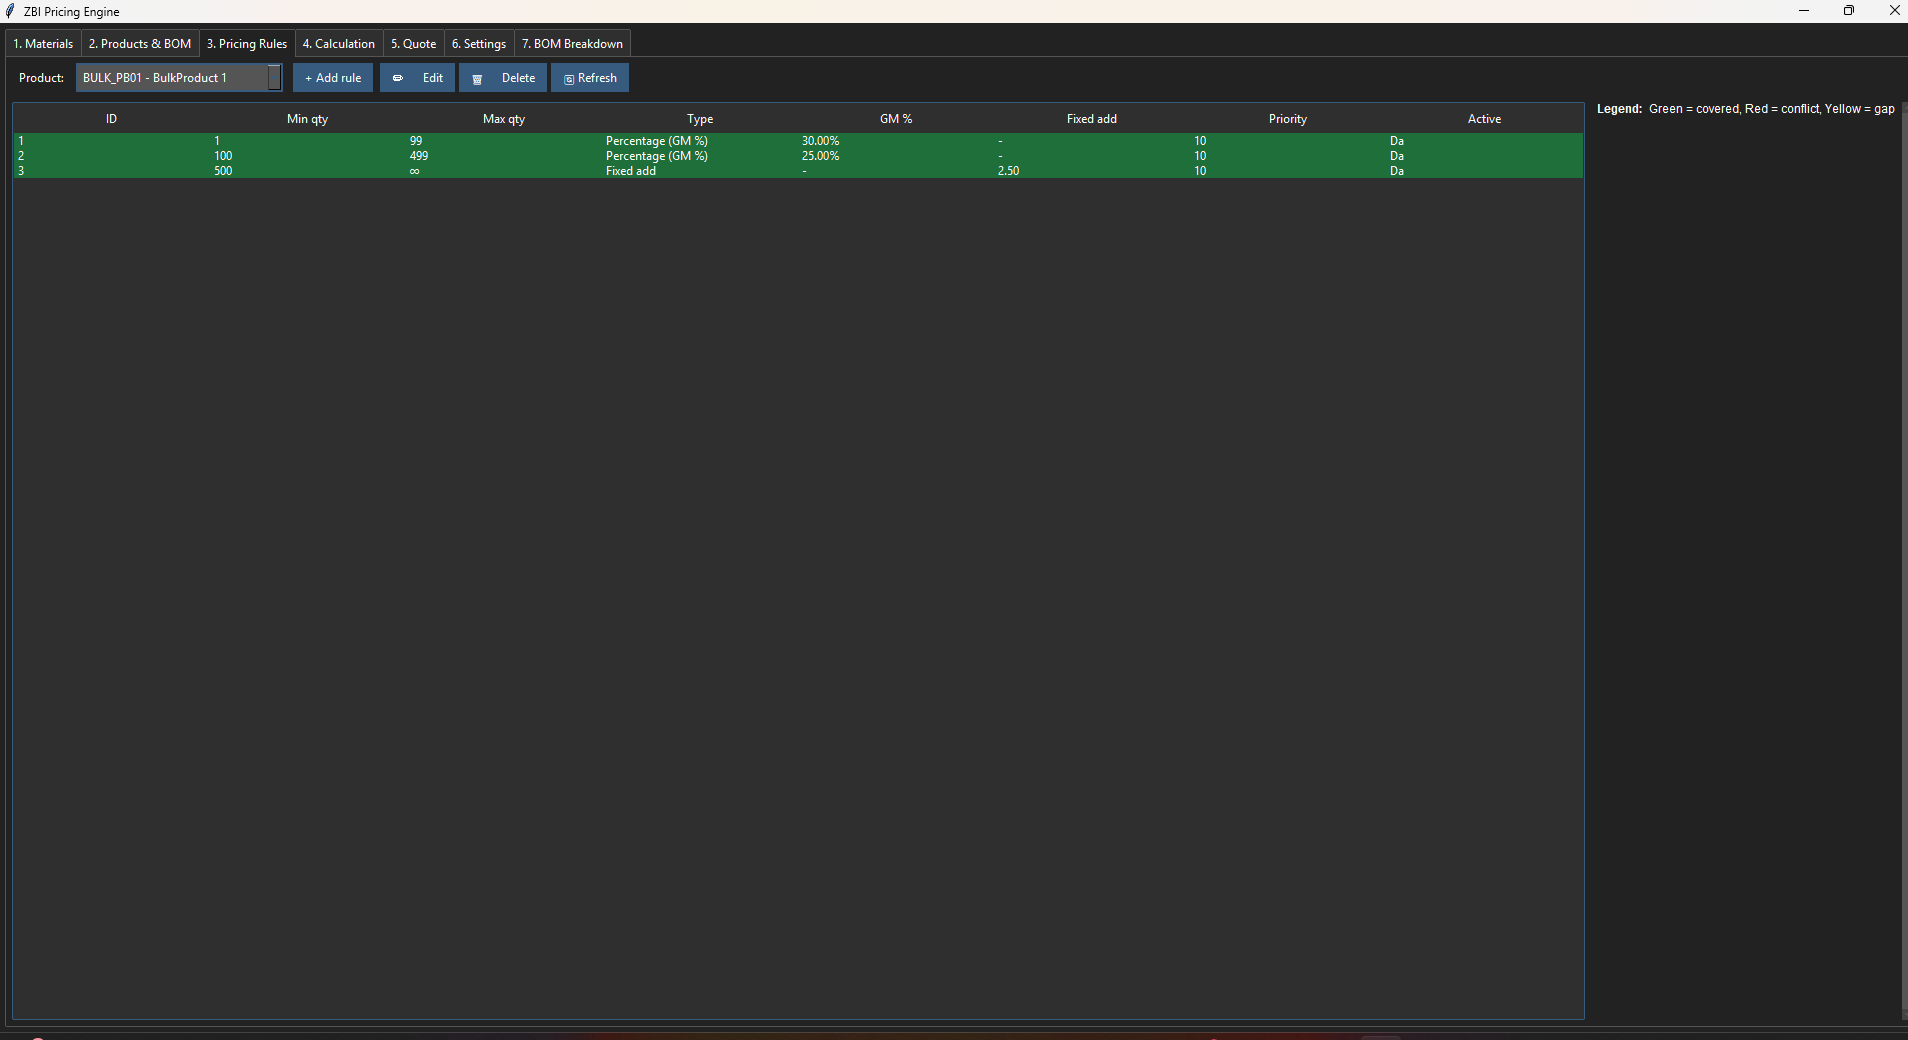 ZBI Pricing Engine
1. Materials 2. Products & BOM 3. Pricing Rules 4. Calculation 5. Quote 6. Settings 7. BOM Breakdown
Product: BULK_PB01 - BulkProduct 1 + Add rule Edit Delete Refresh
Legend: Green = covered, Red = conflict, Yellow = gap
ID Min qty Max qty Type GM % Fixed add Priority Active
1 1 99 Percentage (GM %) 30.00% - 10 Da
2 100 499 Percentage (GM %) 25.00% - 10 Da
3 500 ∞ Fixed add - 2.50 10 Da